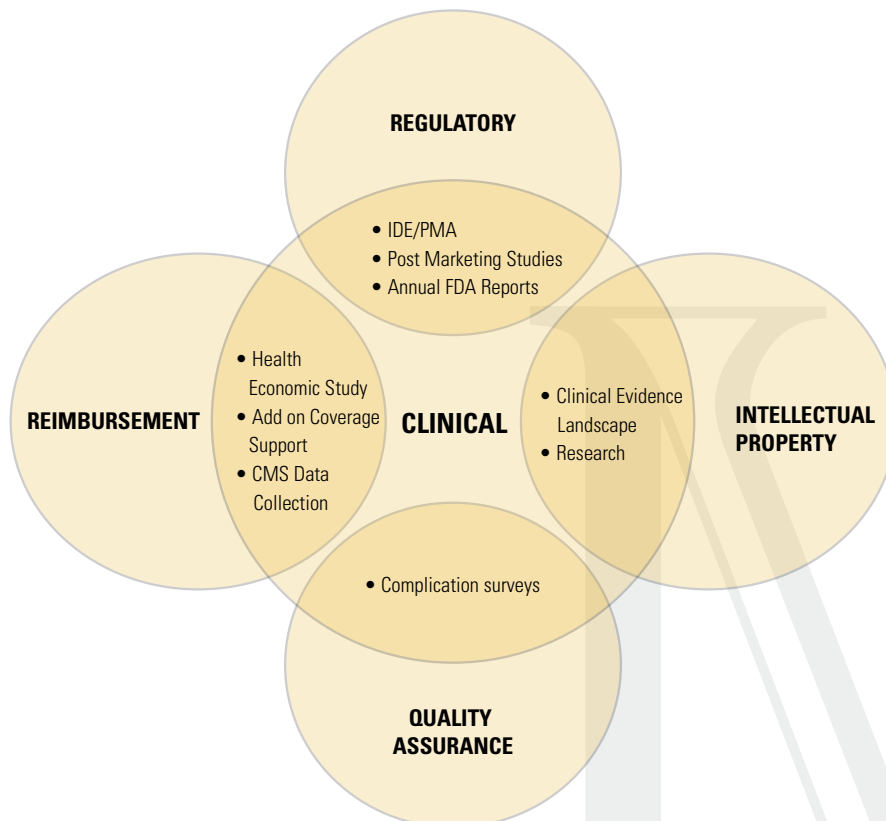 REGULATORY
• IDE/PMA
• Post Marketing Studies
• Annual FDA Reports
REIMBURSEMENT
• Health
Economic Study
• Add on Coverage
Support
• CMS Data
Collection
CLINICAL
• Clinical Evidence
Landscape
• Research
INTELLECTUAL
PROPERTY
• Complication surveys
QUALITY
ASSURANCE